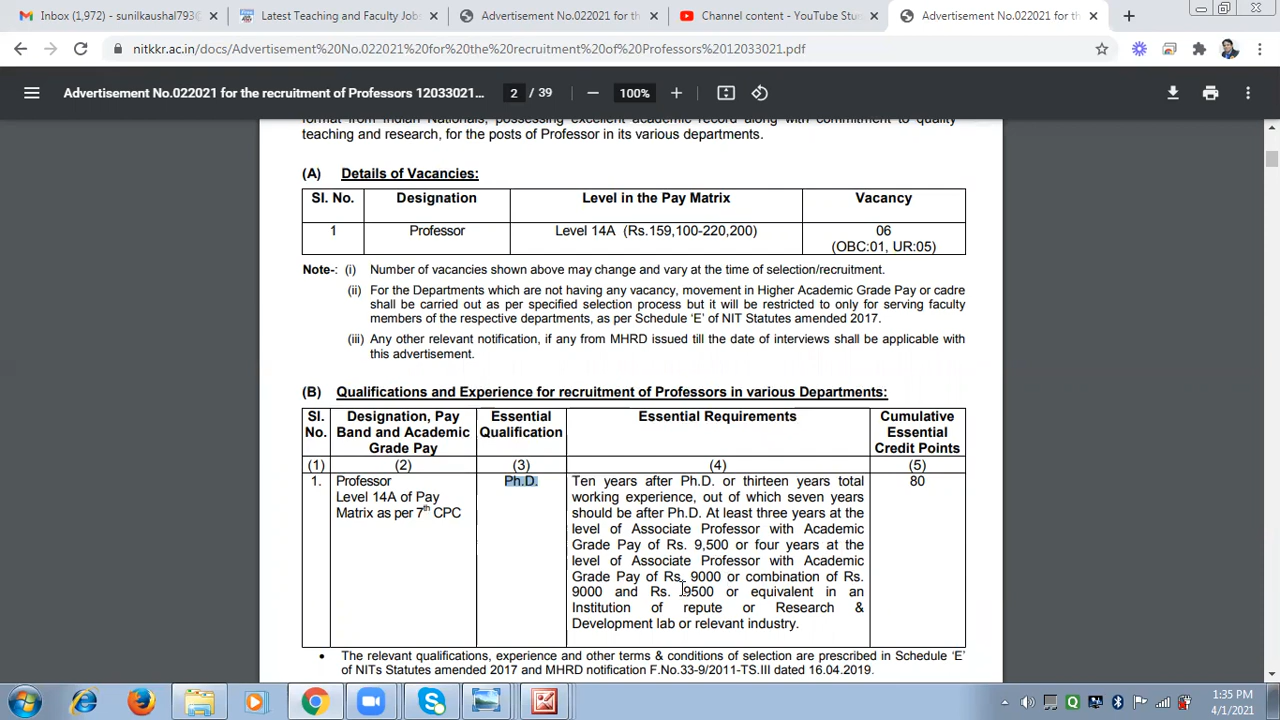 Inbox (1,972) - sunilkaushal793@
Latest Teaching and Faculty Job
Advertisement No.022021 for the
Channel content - YouTube Stu
Advertisement No.022021 for the
nitkkr.ac.in/docs/Advertisement%20No.022021%20for%20the%20recruitment%20of%20Professors%2012033021.pdf
Advertisement No.022021 for the recruitment of Professors 12033021...
2 / 39
100%
format from Indian Nationals, possessing excellent academic record along with commitment to quality
teaching and research, for the posts of Professor in its various departments.
(A) Details of Vacancies:
Sl. No. Designation Level in the Pay Matrix Vacancy
1 Professor Level 14A (Rs.159,100-220,200) 06
(OBC:01, UR:05)
Note-: (i) Number of vacancies shown above may change and vary at the time of selection/recruitment.
(ii) For the Departments which are not having any vacancy, movement in Higher Academic Grade Pay or cadre
shall be carried out as per specified selection process but it will be restricted to only for serving faculty
members of the respective departments, as per Schedule 'E' of NIT Statutes amended 2017.
(iii) Any other relevant notification, if any from MHRD issued till the date of interviews shall be applicable with
this advertisement.
(B) Qualifications and Experience for recruitment of Professors in various Departments:
Sl. No.
Designation, Pay
Band and Academic
Grade Pay
Essential
Qualification
Essential Requirements
Cumulative
Essential
Credit Points
(1) (2) (3) (4) (5)
1.
Professor
Level 14A of Pay
Matrix as per 7th CPC
Ph.D.
Ten years after Ph.D. or thirteen years total
working experience, out of which seven years
should be after Ph.D. At least three years at the
level of Associate Professor with Academic
Grade Pay of Rs. 9,500 or four years at the
level of Associate Professor with Academic
Grade Pay of Rs. 9000 or combination of Rs.
9000 and Rs. 9500 or equivalent in an
Institution of repute or Research &
Development lab or relevant industry.
80
• The relevant qualifications, experience and other terms & conditions of selection are prescribed in Schedule 'E'
of NITs Statutes amended 2017 and MHRD notification F.No.33-9/2011-TS.III dated 16.04.2019.
1:35 PM
4/1/2021